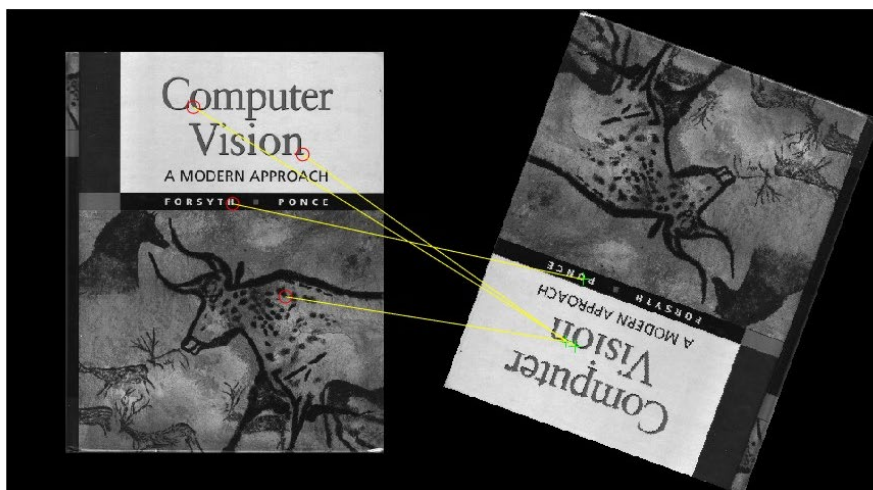 Computer
Vision
A MODERN APPROACH
FORSYTH PONCE
PONCE
FORSYTH
A MODERN APPROACH
Vision
Computer